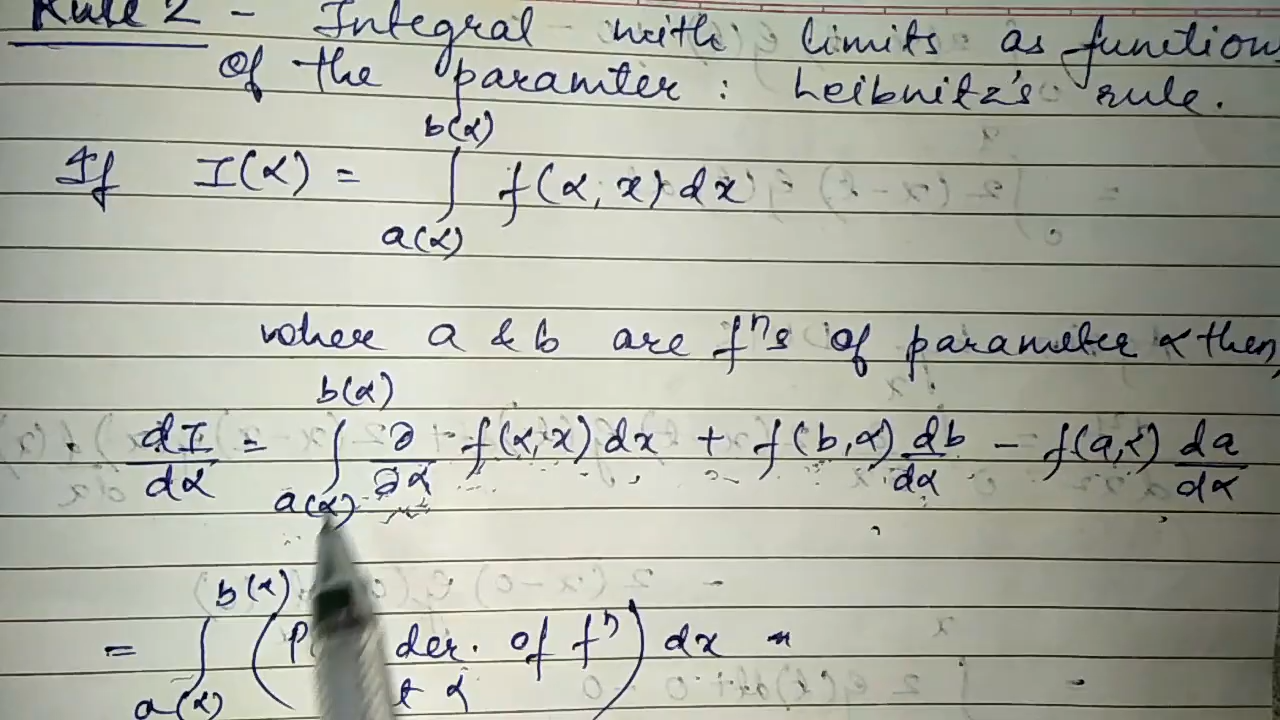 Rule 2 - Integral with limits as function
of the paramter : Leibnitz's rule.
If I(α) = ∫_{a(α)}^{b(α)} f(α, x) dx
where a & b are fⁿs of parameter α then,
dI/dα = ∫_{a(α)}^{b(α)} ∂/∂α f(α,x) dx + f(b,α) db/dα - f(a,α) da/dα
= ∫_{a(α)}^{b(α)} ( der. of fⁿ α ) dx